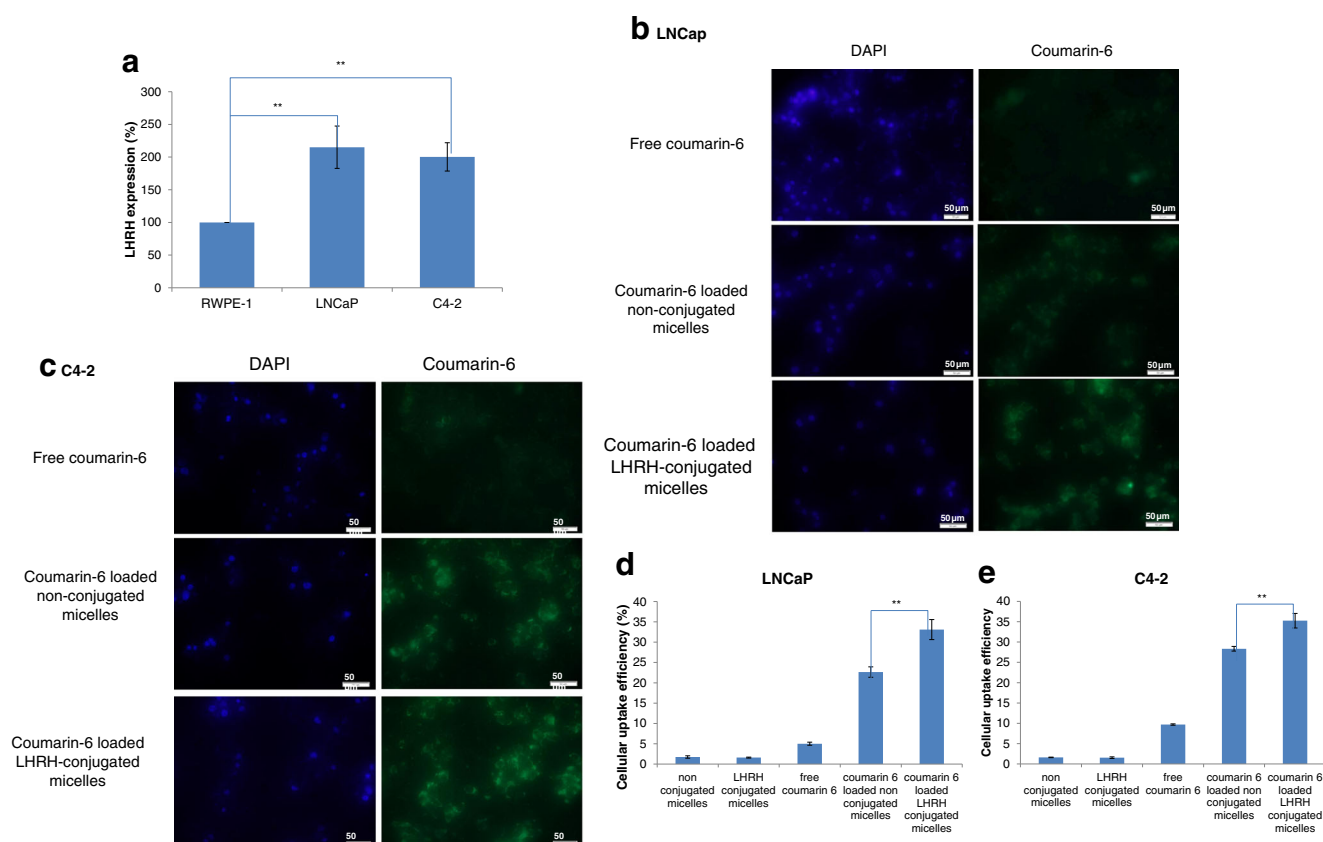 a
**
**
300
250
200
150
100
50
0
LHRH expression (%)
RWPE-1
LNCaP
C4-2
b LNCap
DAPI
Coumarin-6
Free coumarin-6
50 µm
50 µm
Coumarin-6 loaded
non-conjugated
micelles
50 µm
50 µm
Coumarin-6 loaded
LHRH-conjugated
micelles
50 µm
50 µm
c C4-2
DAPI
Coumarin-6
Free coumarin-6
50
50
Coumarin-6 loaded
non-conjugated
micelles
50
50
Coumarin-6 loaded
LHRH-conjugated
micelles
50
50
d
LNCaP
**
40
35
30
25
20
15
10
5
0
Cellular uptake efficiency (%)
non
conjugated
micelles
LHRH
conjugated
micelles
free
coumarin 6
coumarin 6
loaded non
conjugated
micelles
coumarin 6
loaded LHRH
conjugated
micelles
e
C4-2
**
40
35
30
25
20
15
10
5
0
Cellular uptake efficiency
non
conjugated
micelles
LHRH
conjugated
micelles
free
coumarin 6
coumarin 6
loaded non
conjugated
micelles
coumarin 6
loaded LHRH
conjugated
micelles